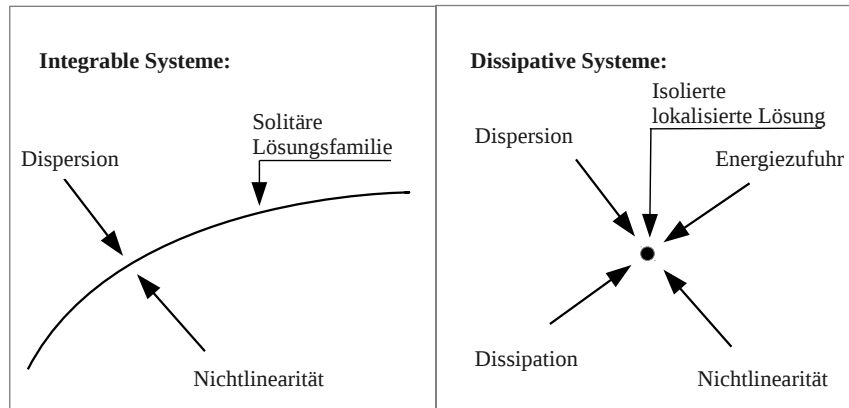 Integrable Systeme:
Solitäre
Lösungsfamilie
Dispersion
Nichtlinearität
Dissipative Systeme:
Isolierte
lokalisierte Lösung
Dispersion
Energiezufuhr
Dissipation
Nichtlinearität